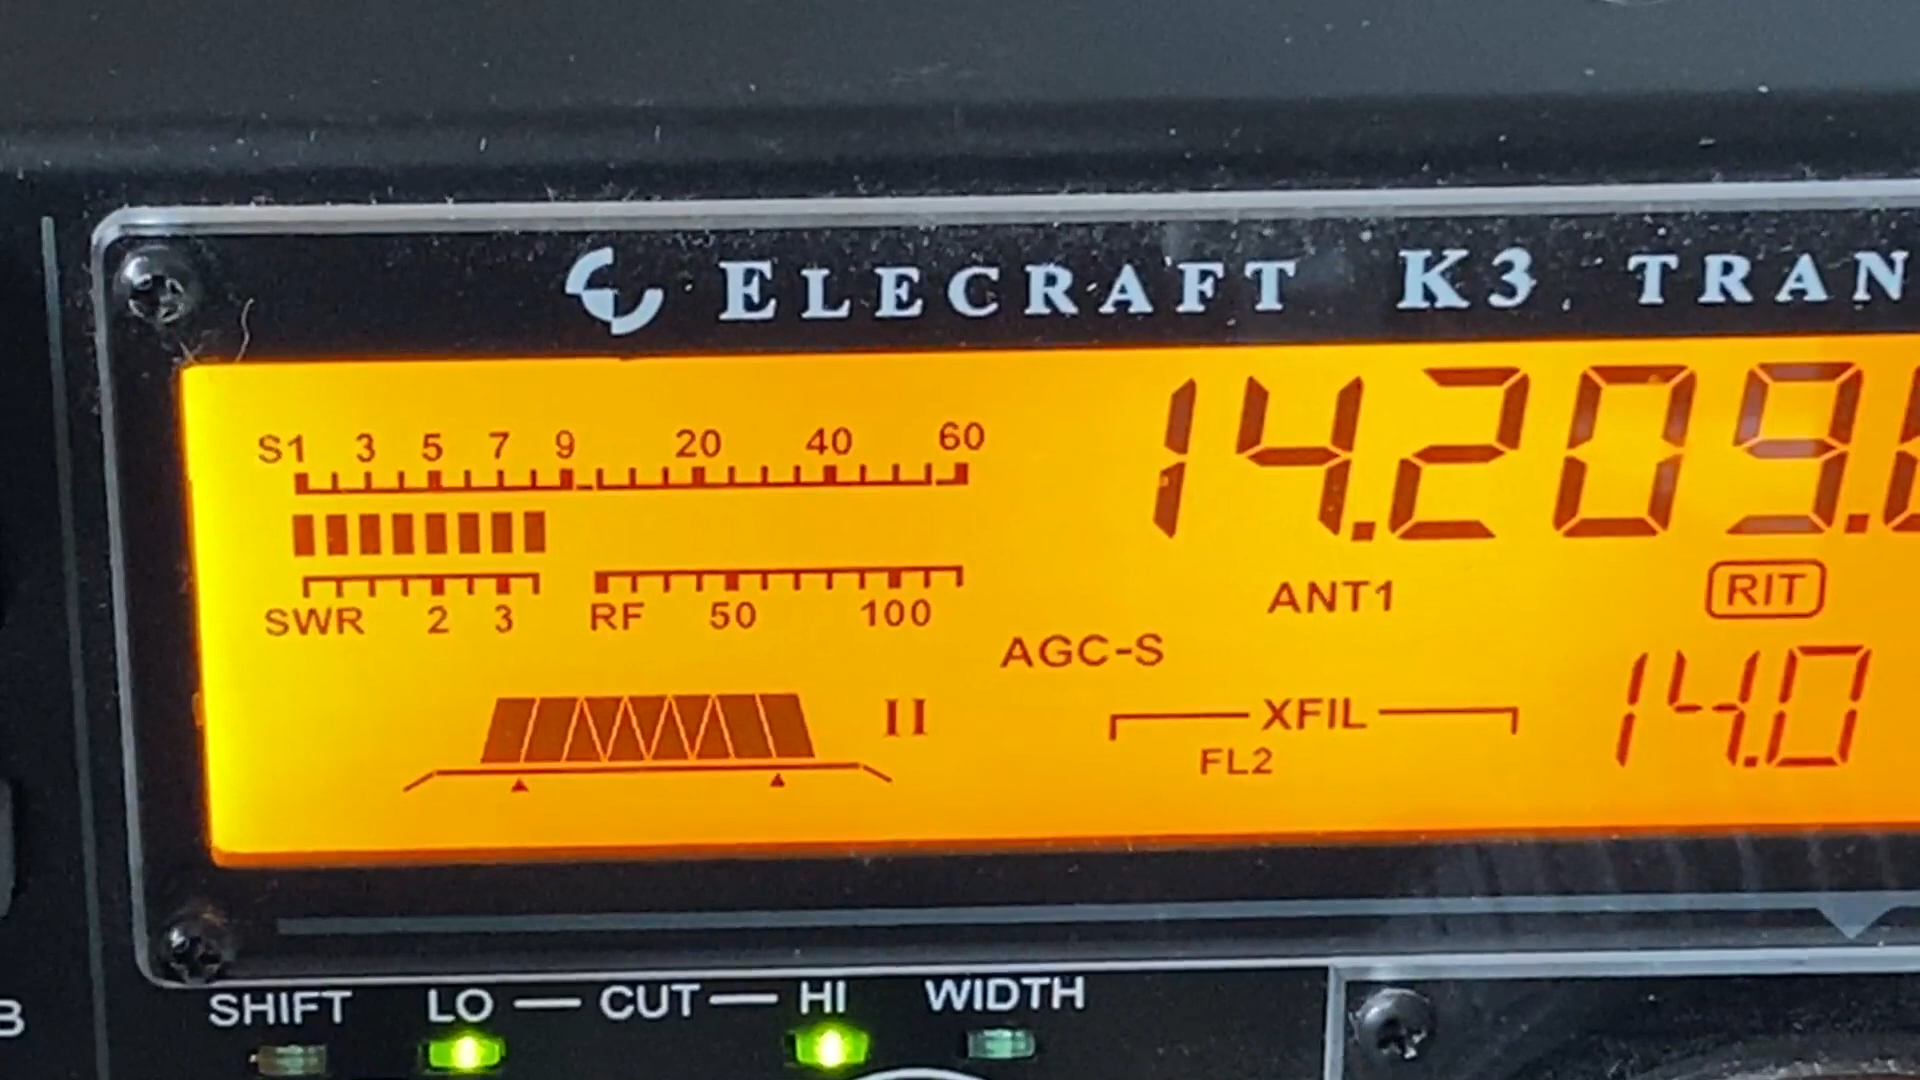 ELECRAFT K3 TRAN
S1 3 5 7 9 20 40 60
14.209.
SWR 2 3 RF 50 100
ANT1 RIT
AGC-S
II XFIL 14.0
FL2
SHIFT LO CUT HI WIDTH
B